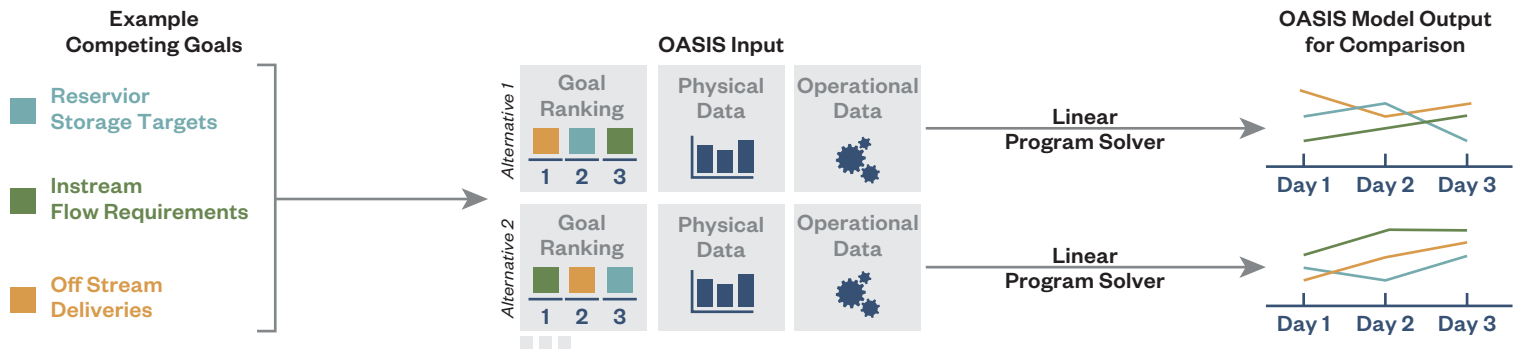 Example
Competing Goals
Reservior
Storage Targets
Instream
Flow Requirements
Off Stream
Deliveries
OASIS Input
Alternative 1
Goal
Ranking
1 2 3
Physical
Data
Operational
Data
Linear
Program Solver
Alternative 2
Goal
Ranking
1 2 3
Physical
Data
Operational
Data
Linear
Program Solver
OASIS Model Output
for Comparison
Day 1 Day 2 Day 3
Day 1 Day 2 Day 3